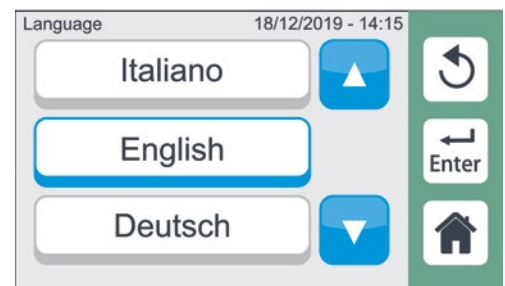 Language 18/12/2019 - 14:15
Italiano
English
Enter
Deutsch